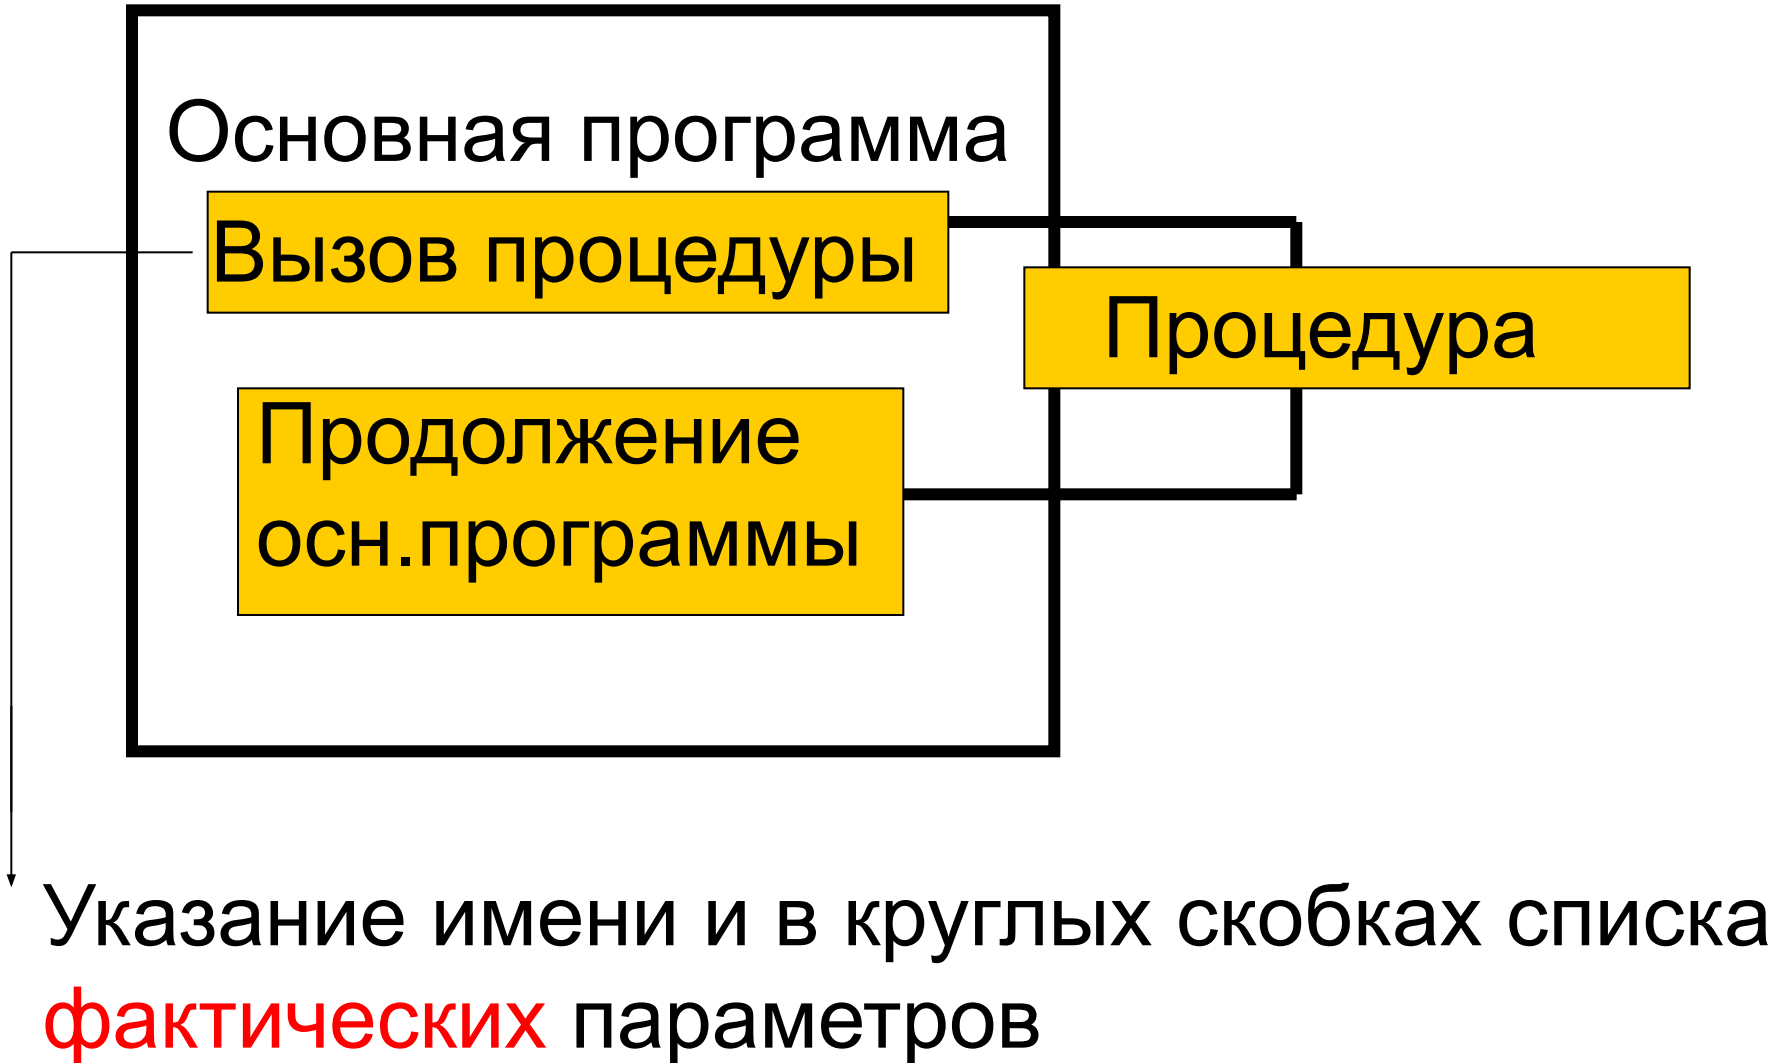 Основная программа
Вызов процедуры
Процедура
Продолжение
осн.программы
Указание имени и в круглых скобках списка
фактических параметров